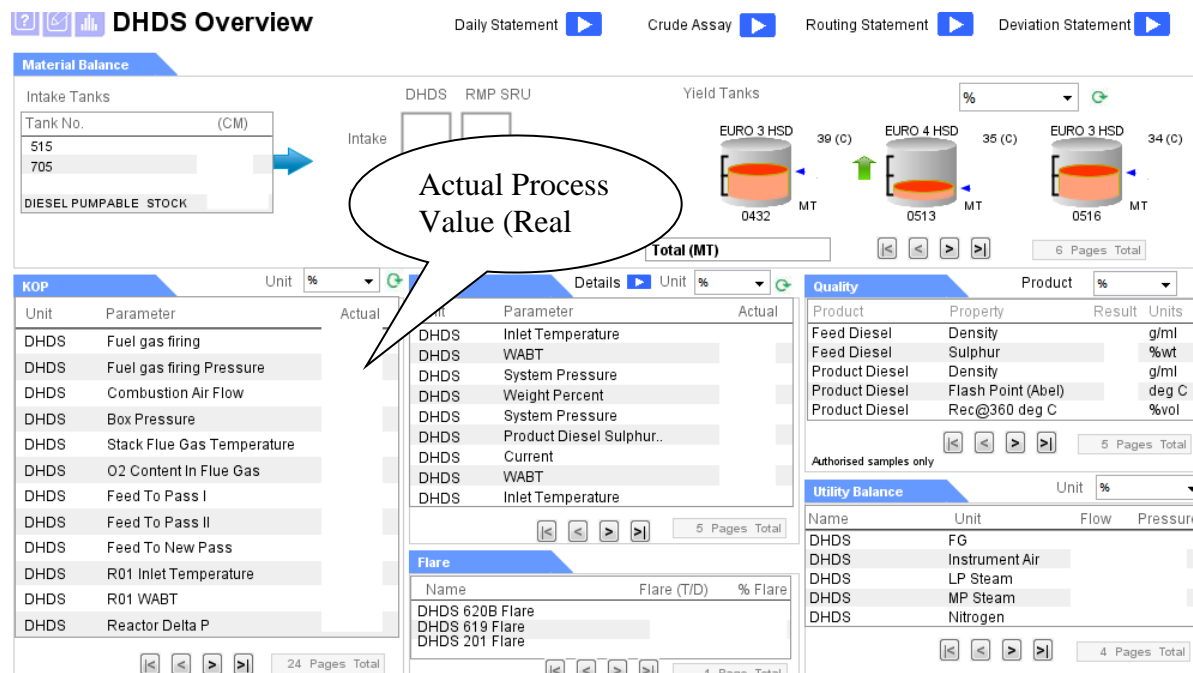 DHDS Overview
Daily Statement
Crude Assay
Routing Statement
Deviation Statement
Material Balance
Intake Tanks
Tank No. (CM)
515
705
DIESEL PUMPABLE STOCK
DHDS RMP SRU
Intake
Yield Tanks
%
EURO 3 HSD 39 (C)
MT
0432
EURO 4 HSD 35 (C)
MT
0513
EURO 3 HSD 34 (C)
MT
0516
Total (MT)
|< < > >| 6 Pages Total
Actual Process
Value (Real
KOP
Unit %
Unit Parameter Actual
DHDS Fuel gas firing
DHDS Fuel gas firing Pressure
DHDS Combustion Air Flow
DHDS Box Pressure
DHDS Stack Flue Gas Temperature
DHDS O2 Content In Flue Gas
DHDS Feed To Pass I
DHDS Feed To Pass II
DHDS Feed To New Pass
DHDS R01 Inlet Temperature
DHDS R01 WABT
DHDS Reactor Delta P
|< < > >| 24 Pages Total
Details Unit %
Parameter Actual
DHDS Inlet Temperature
DHDS WABT
DHDS System Pressure
DHDS Weight Percent
DHDS System Pressure
DHDS Product Diesel Sulphur..
DHDS Current
DHDS WABT
DHDS Inlet Temperature
|< < > >| 5 Pages Total
Flare
Name Flare (T/D) % Flare
DHDS 620B Flare
DHDS 619 Flare
DHDS 201 Flare
Quality
Product %
Product Property Result Units
Feed Diesel Density g/ml
Feed Diesel Sulphur %wt
Product Diesel Density g/ml
Product Diesel Flash Point (Abel) deg C
Product Diesel Rec@360 deg C %vol
|< < > >| 5 Pages Total
Authorised samples only
Utility Balance
Unit %
Name Unit Flow Pressure
DHDS FG
DHDS Instrument Air
DHDS LP Steam
DHDS MP Steam
DHDS Nitrogen
|< < > >| 4 Pages Total